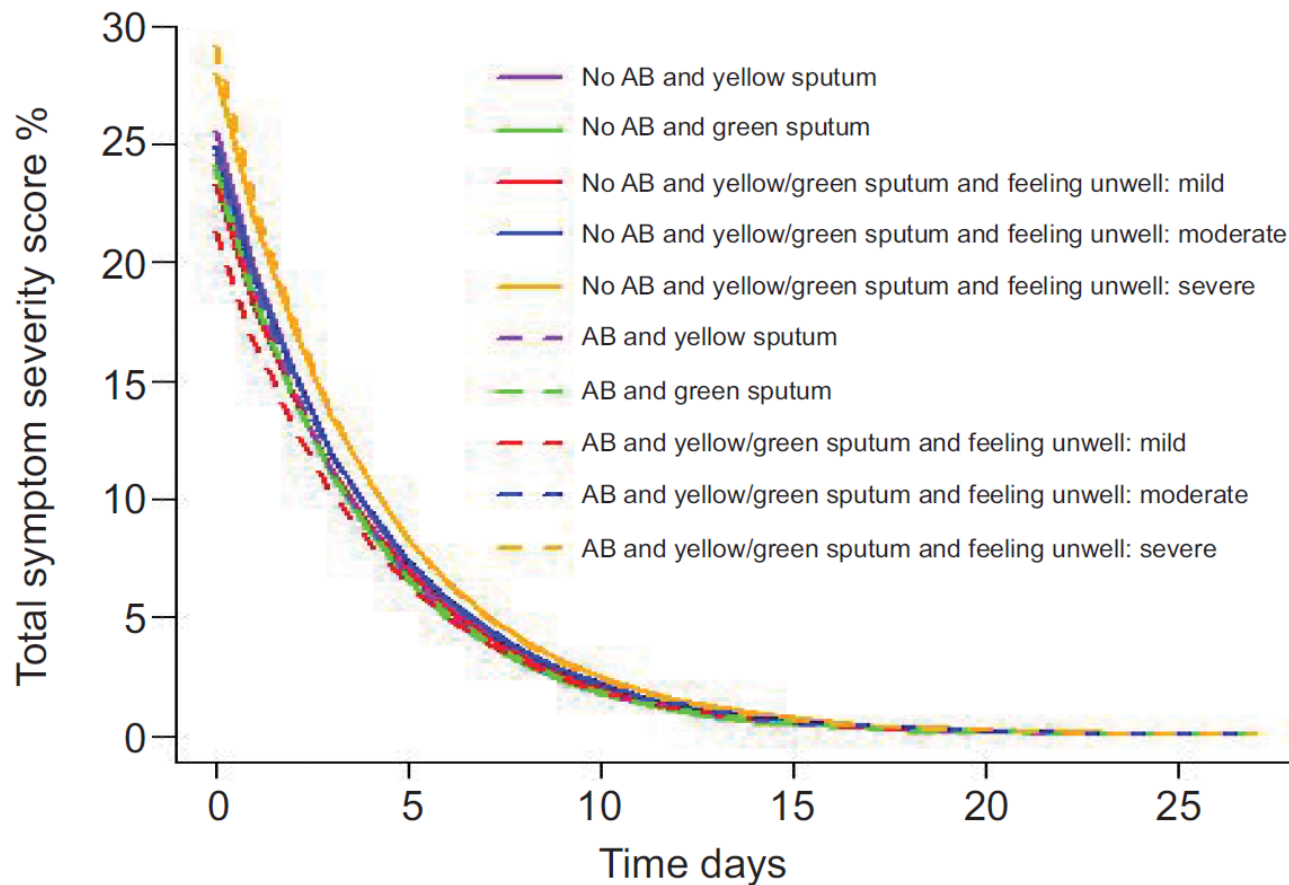 Total symptom severity score %
30
25
20
15
10
5
0
No AB and yellow sputum
No AB and green sputum
No AB and yellow/green sputum and feeling unwell: mild
No AB and yellow/green sputum and feeling unwell: moderate
No AB and yellow/green sputum and feeling unwell: severe
AB and yellow sputum
AB and green sputum
AB and yellow/green sputum and feeling unwell: mild
AB and yellow/green sputum and feeling unwell: moderate
AB and yellow/green sputum and feeling unwell: severe
0 5 10 15 20 25
Time days